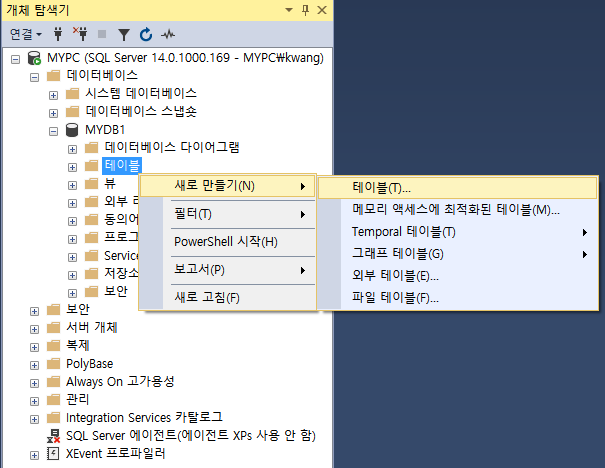 개체 탐색기
연결
MYPC (SQL Server 14.0.1000.169 - MYPC₩kwang)
데이터베이스
시스템 데이터베이스
데이터베이스 스냅숏
MYDB1
데이터베이스 다이어그램
테이블
뷰
외부
동의어
프로그
Service
저장소
보안
보안
서버 개체
복제
PolyBase
Always On 고가용성
관리
Integration Services 카탈로그
SQL Server 에이전트(에이전트 XPs 사용 안 함)
XEvent 프로파일러
새로 만들기(N)
필터(T)
PowerShell 시작(H)
보고서(P)
새로 고침(F)
테이블(T)...
메모리 액세스에 최적화된 테이블(M)...
Temporal 테이블(T)
그래프 테이블(G)
외부 테이블(E)...
파일 테이블(F)...